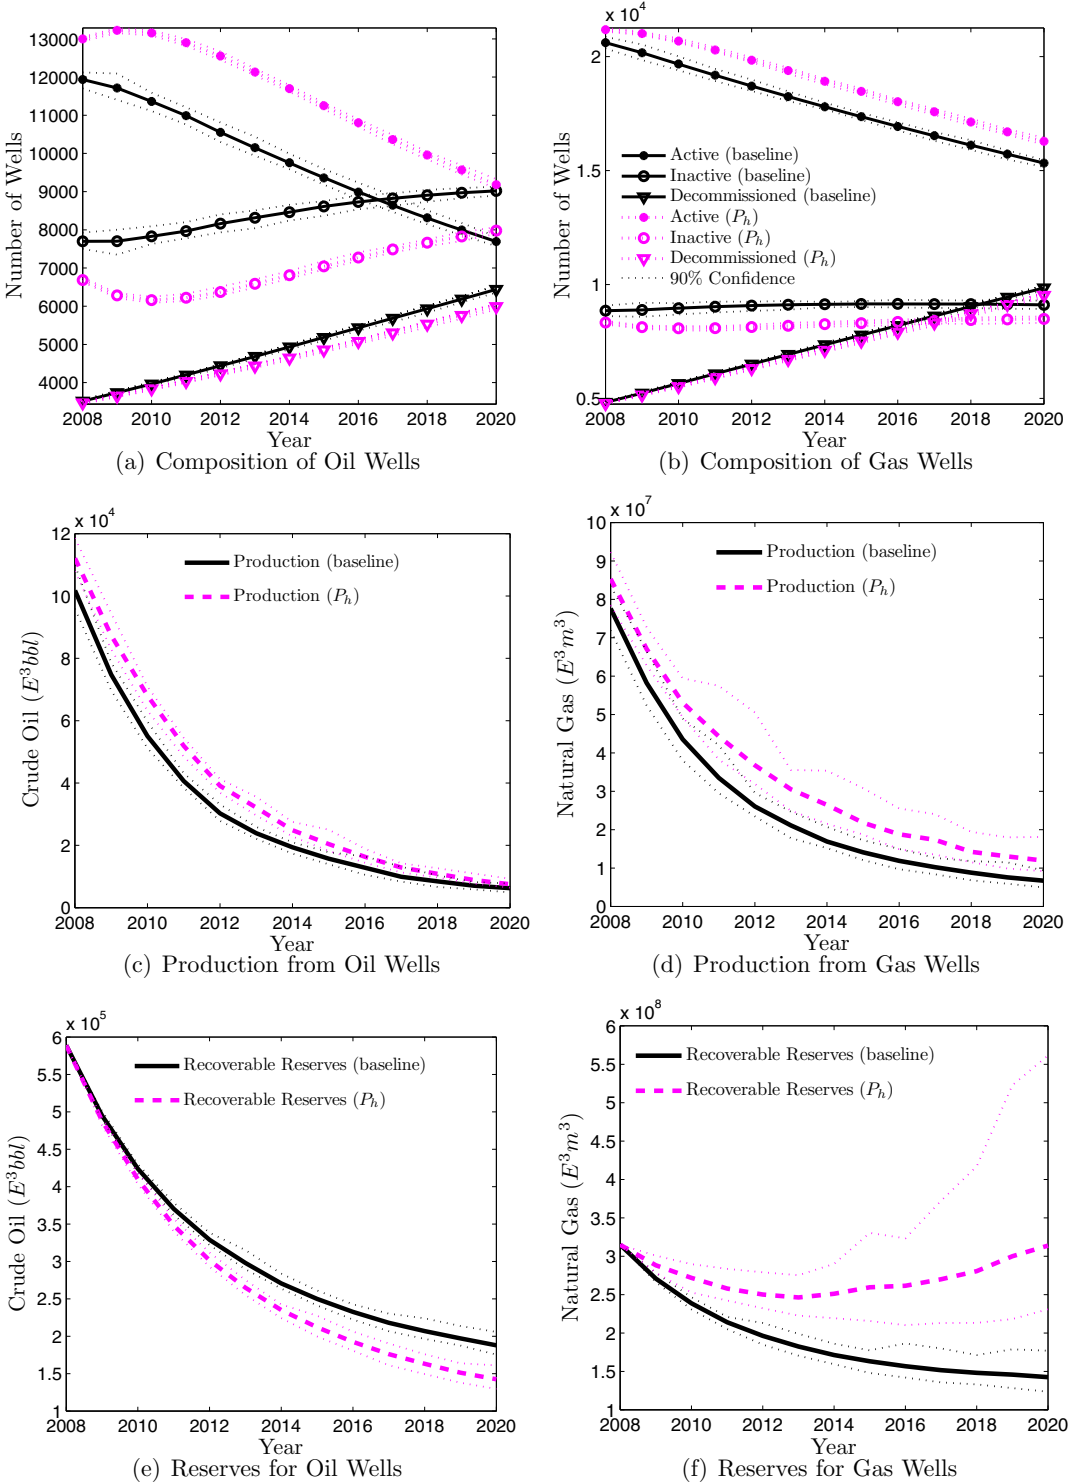 13000
12000
11000
10000
9000
8000
7000
6000
5000
4000
Number of Wells
2008 2010 2012 2014 2016 2018 2020
Year
(a) Composition of Oil Wells
x 10^4
2
1.5
1
0.5
Number of Wells
Active (baseline)
Inactive (baseline)
Decommissioned (baseline)
Active (P_h)
Inactive (P_h)
Decommissioned (P_h)
90% Confidence
2008 2010 2012 2014 2016 2018 2020
Year
(b) Composition of Gas Wells
x 10^4
12
10
8
6
4
2
0
Crude Oil (E^3bbl)
Production (baseline)
Production (P_h)
2008 2010 2012 2014 2016 2018 2020
Year
(c) Production from Oil Wells
x 10^7
10
9
8
7
6
5
4
3
2
1
0
Natural Gas (E^3m^3)
Production (baseline)
Production (P_h)
2008 2010 2012 2014 2016 2018 2020
Year
(d) Production from Gas Wells
x 10^5
6
5.5
5
4.5
4
3.5
3
2.5
2
1.5
1
Crude Oil (E^3bbl)
Recoverable Reserves (baseline)
Recoverable Reserves (P_h)
2008 2010 2012 2014 2016 2018 2020
Year
(e) Reserves for Oil Wells
x 10^8
6
5.5
5
4.5
4
3.5
3
2.5
2
1.5
1
Natural Gas (E^3m^3)
Recoverable Reserves (baseline)
Recoverable Reserves (P_h)
2008 2010 2012 2014 2016 2018 2020
Year
(f) Reserves for Gas Wells